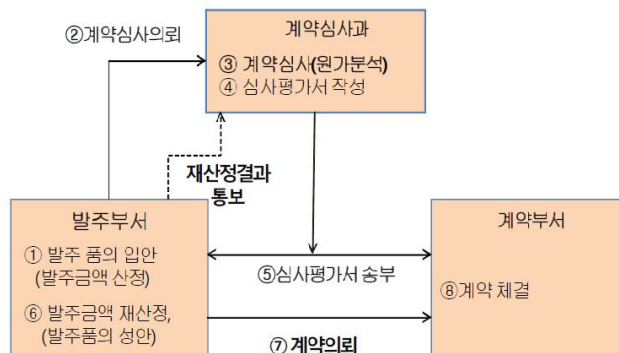 계약심사과
②계약심사의뢰
③ 계약심사(원가분석)
④ 심사평가서 작성
재산정결과
통보
발주부서
① 발주 품의 입안
(발주금액 산정)
⑥ 발주금액 재산정,
(발주품의 성안)
⑤심사평가서 송부
⑦ 계약의뢰
계약부서
⑧계약 체결